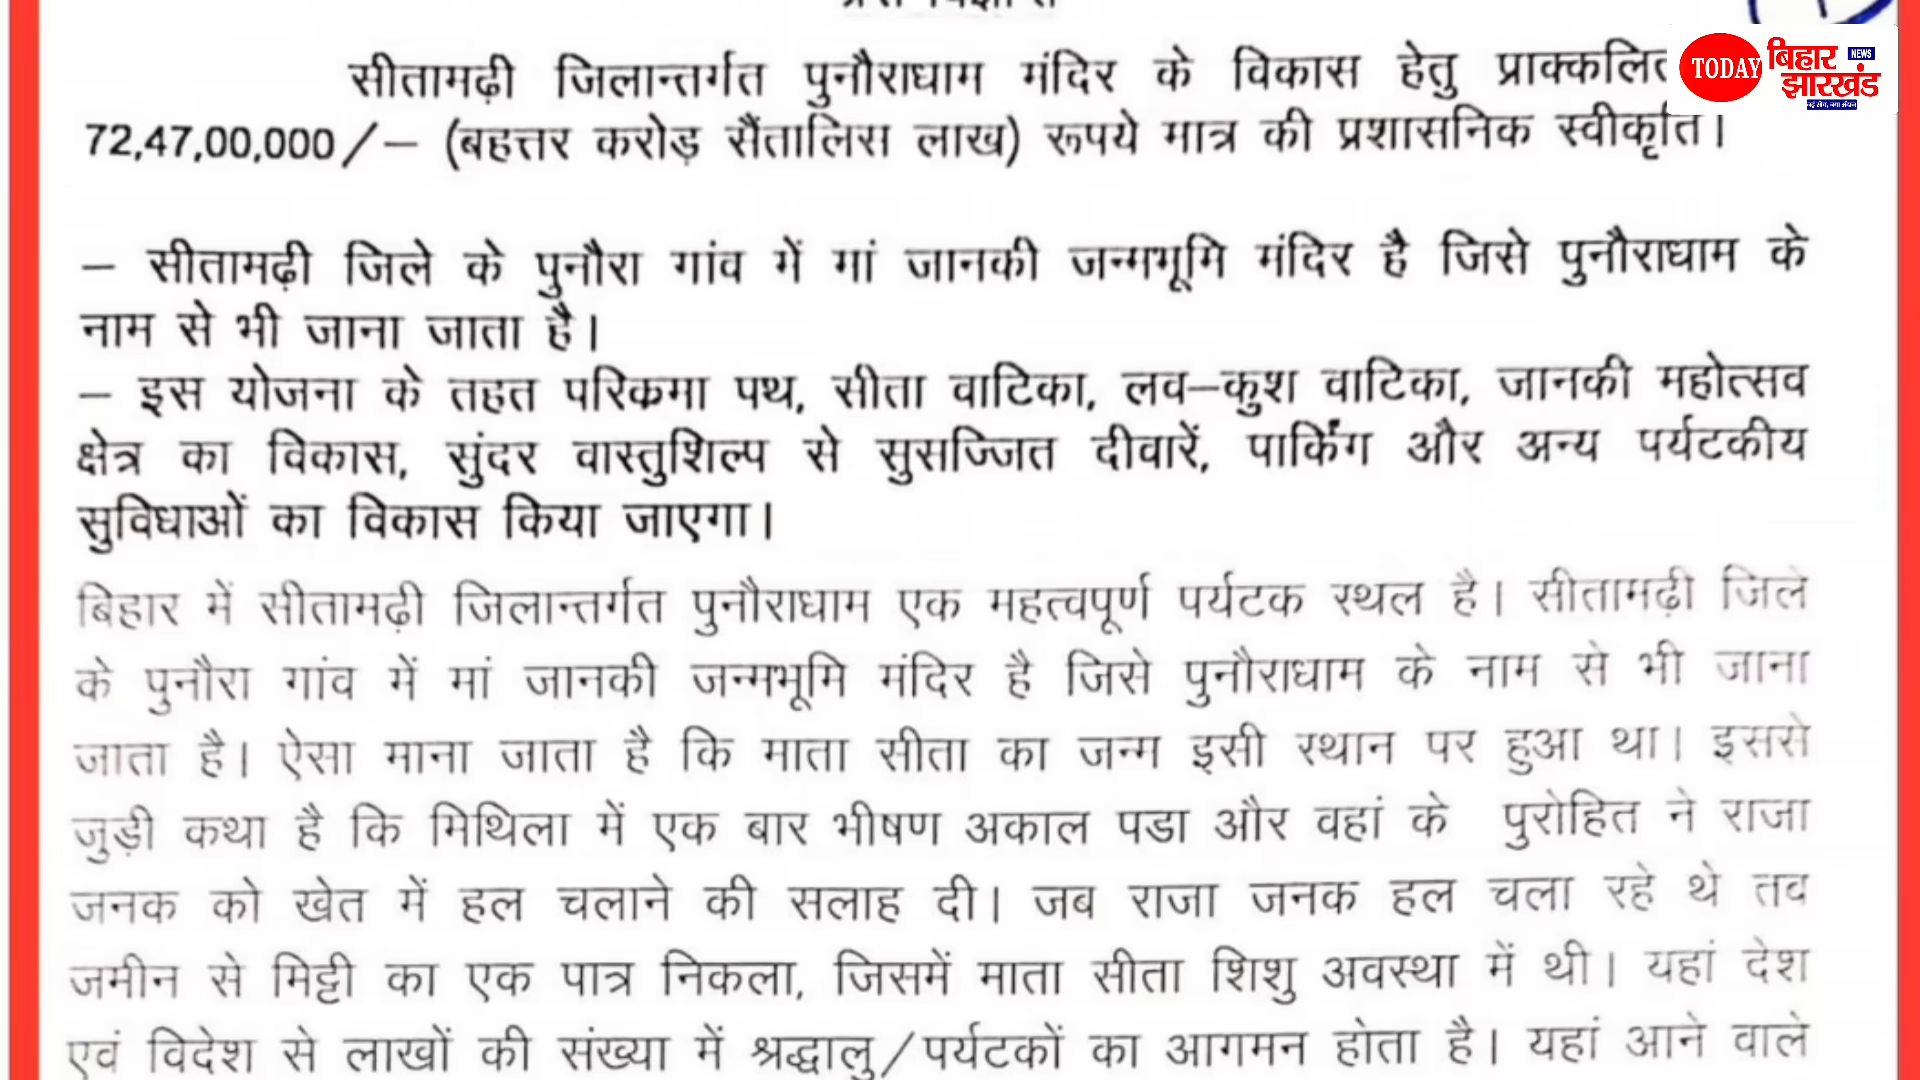 सीतामढ़ी जिलान्तर्गत पुनौराधाम मंदिर के विकास हेतु
72,47,00,000/– (बहत्तर करोड़ सैंतालिस लाख) रूपये मात्र की प्रशासनिक स्वीकृति।
– सीतामढ़ी जिले के पुनौरा गांव में मां जानकी जन्मभूमि मंदिर है जिसे पुनौराधाम के
नाम से भी जाना जाता है।
– इस योजना के तहत परिक्रमा पथ, सीता वाटिका, लव–कुश वाटिका, जानकी महोत्सव
क्षेत्र का विकास, सुंदर वास्तुशिल्प से सुसज्जित दीवारें, पार्किंग और अन्य पर्यटकीय
सुविधाओं का विकास किया जाएगा।
बिहार में सीतामढ़ी जिलान्तर्गत पुनौराधाम एक महत्वपूर्ण पर्यटक स्थल है। सीतामढ़ी जिले
के पुनौरा गांव में मां जानकी जन्मभूमि मंदिर है जिसे पुनौराधाम के नाम से भी जाना
जाता है। ऐसा माना जाता है कि माता सीता का जन्म इसी स्थान पर हुआ था। इससे
जुड़ी कथा है कि मिथिला में एक बार भीषण अकाल पडा और वहां के पुरोहित ने राजा
जनक को खेत में हल चलाने की सलाह दी। जब राजा जनक हल चला रहे थे तव
जमीन से मिट्टी का एक पात्र निकला, जिसमें माता सीता शिशु अवस्था में थी। यहां देश
एवं विदेश से लाखों की संख्या में श्रद्धालु/पर्यटकों का आगमन होता है। यहां आने वाले
TODAY
बिहार NEWS
झारखंड